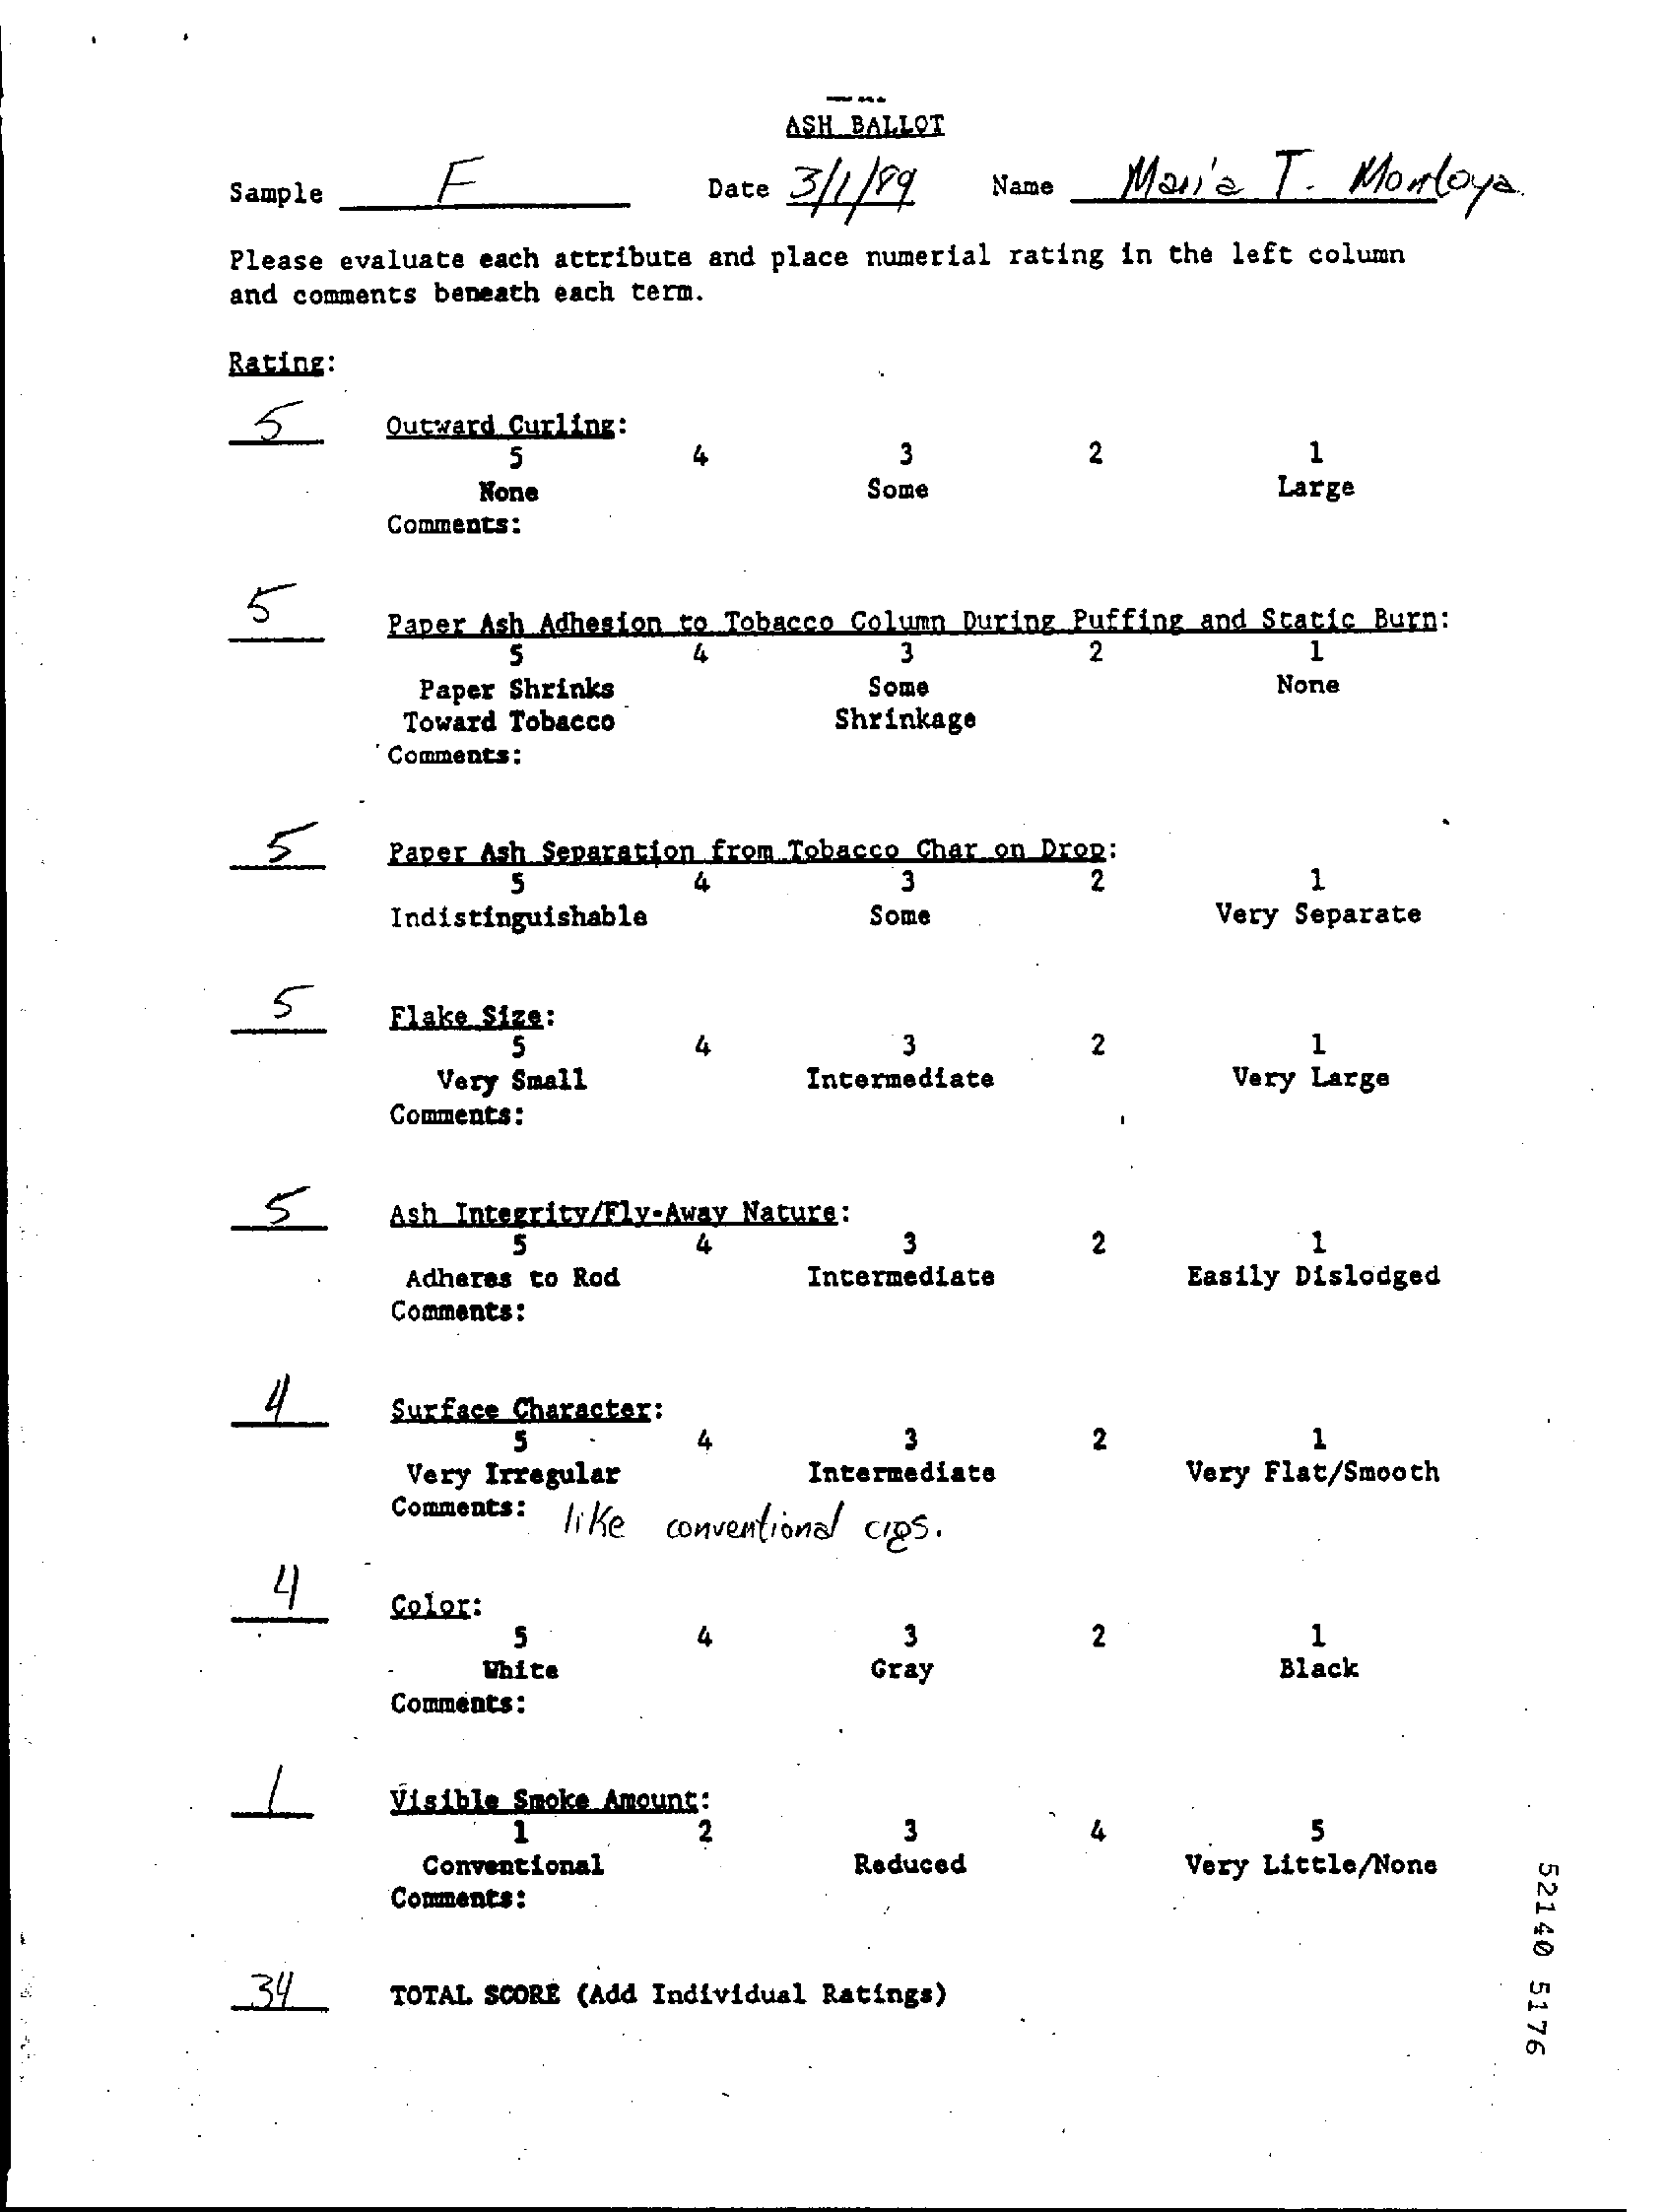 ASH BALLOT
Sample F Date 3/1/89 Name Maria T. Montoya
Please evaluate each attribute and place numerial rating in the left column
and comments beneath each term.
Rating:
5 Outward Curling:
5 4 3 2 1
None Some Large
Comments:
5 Paper Ash Adhesion to Tobacco Column During Puffing and Static Burn:
5 4 3 2 1
Paper Shrinks Some None
Toward Tobacco Shrinkage
Comments:
5 Paper Ash Separation from Tobacco Char on Drop:
5 4 3 2 1
Indistinguishable Some Very Separate
5 Flake Size:
5 4 3 2 1
Very Small Intermediate Very Large
Comments:
5 Ash Integrity/Fly-Away Nature:
5 4 3 2 1
Adheres to Rod Intermediate Easily Dislodged
Comments:
4 Surface Character:
5 4 3 2 1
Very Irregular Intermediate Very Flat/Smooth
Comments: like conventional cigs.
4 Color:
5 4 3 2 1
White Gray Black
Comments:
1 Visible Smoke Amount:
1 2 3 4 5
Conventional Reduced Very Little/None
Comments:
34 TOTAL SCORE (Add Individual Ratings)
52140 5176